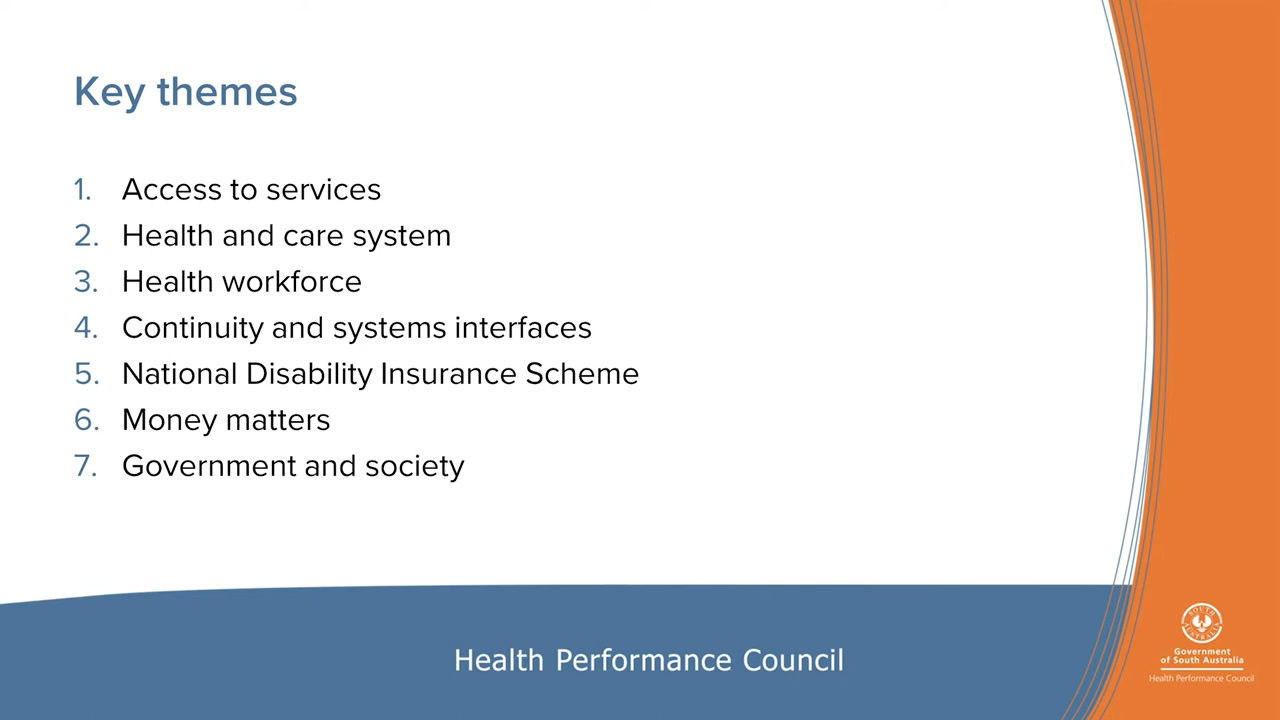 Key themes
1. Access to services
2. Health and care system
3. Health workforce
4. Continuity and systems interfaces
5. National Disability Insurance Scheme
6. Money matters
7. Government and society
Health Performance Council
SOUTH
AUSTRALIA
Government
of South Australia
Health Performance Council